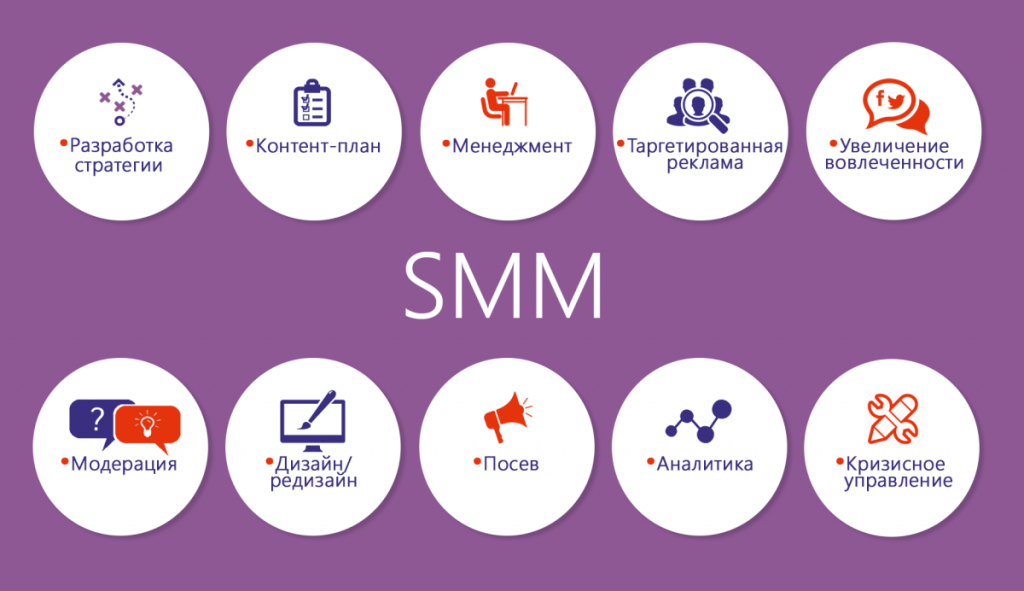 •Разработка
стратегии
•Контент-план
•Менеджмент
•Таргетированная
реклама
•Увеличение
вовлеченности
SMM
•Модерация
•Дизайн/
редизайн
•Посев
•Аналитика
•Кризисное
управление